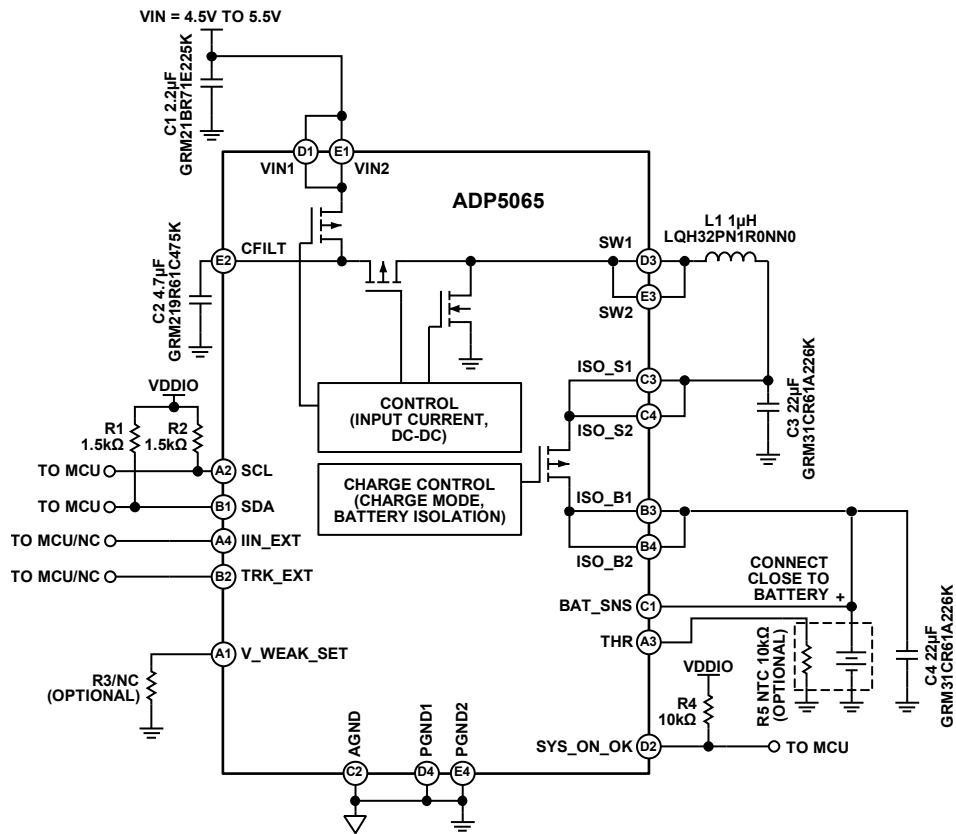 VIN = 4.5V TO 5.5V
C1 2.2µF
GRM21BR71E225K
D1
E1
VIN1
VIN2
ADP5065
L1 1µH
LQH32PN1R0NN0
E2
CFILT
SW1
D3
C2 4.7µF
GRM219R61C475K
E3
SW2
ISO_S1
C3
C4
ISO_S2
C3 22µF
GRM31CR61A226K
VDDIO
R1
1.5kΩ
R2
1.5kΩ
CONTROL
(INPUT CURRENT,
DC-DC)
TO MCU
A2
SCL
CHARGE CONTROL
(CHARGE MODE,
BATTERY ISOLATION)
TO MCU
B1
SDA
ISO_B1
B3
TO MCU/NC
A4
IIN_EXT
B4
ISO_B2
TO MCU/NC
B2
TRK_EXT
CONNECT
CLOSE TO
BATTERY
+
BAT_SNS
C1
THR
A3
A1
V_WEAK_SET
R3/NC
(OPTIONAL)
VDDIO
R4
10kΩ
R5 NTC 10kΩ
(OPTIONAL)
C4 22µF
GRM31CR61A226K
SYS_ON_OK
D2
TO MCU
AGND
PGND1
PGND2
C2
D4
E4